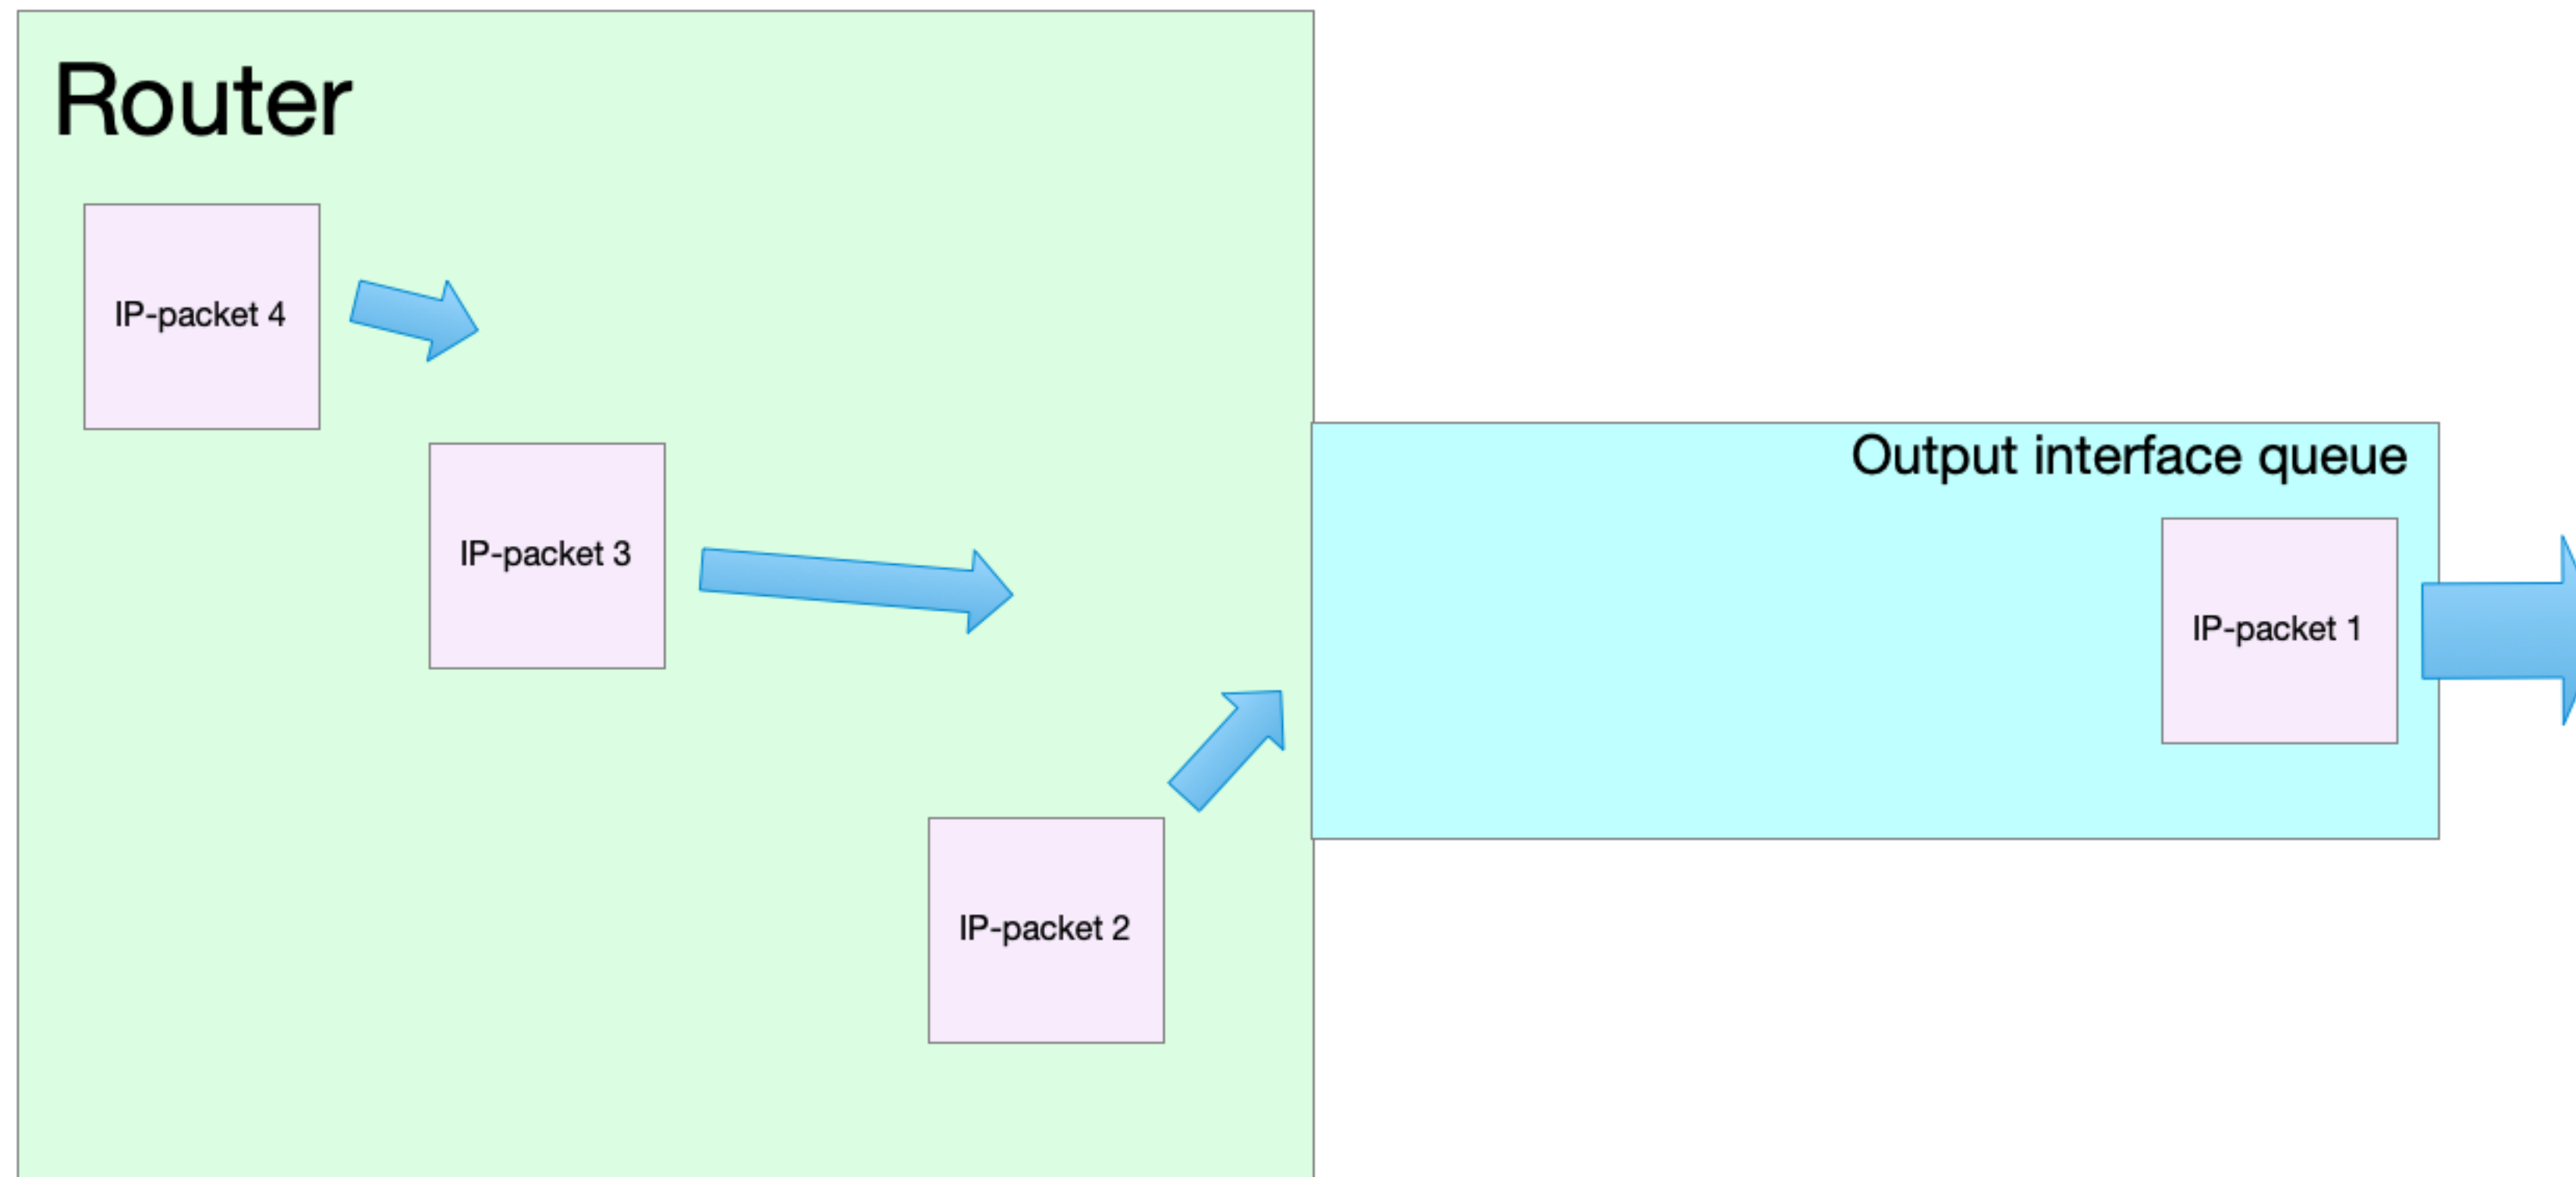 Router
IP-packet 4
IP-packet 3
Output interface queue
IP-packet 1
IP-packet 2